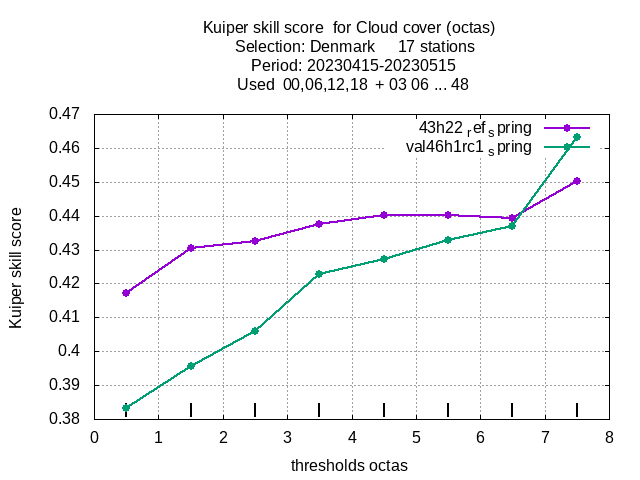 Kuiper skill score  for Cloud cover (octas)
Selection: Denmark     17 stations
Period: 20230415-20230515
Used  00,06,12,18  + 03 06 ... 48
0.47
0.46
0.45
0.44
0.43
0.42
0.41
0.4
0.39
0.38
Kuiper skill score
43h22 ref spring
val46h1rc1 spring
0 1 2 3 4 5 6 7 8
thresholds octas